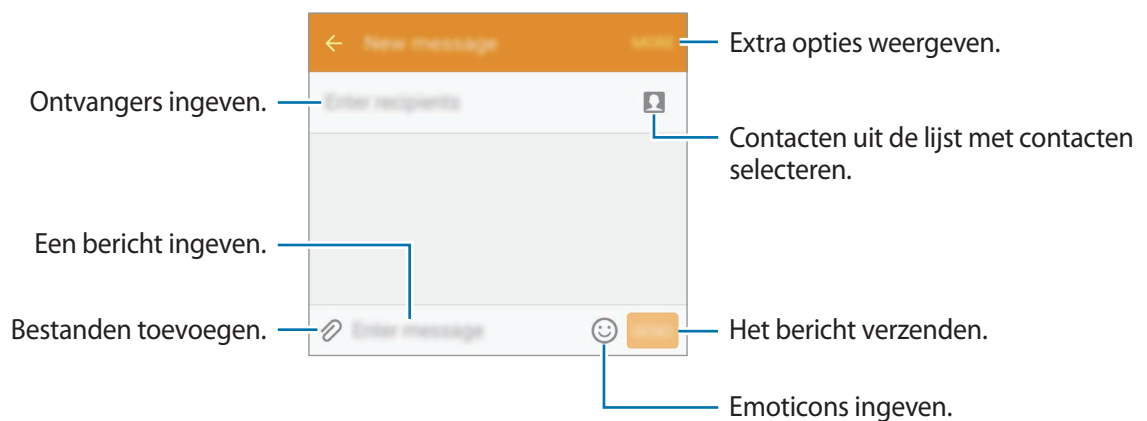 New message
MORE
Extra opties weergeven.
Ontvangers ingeven.
Enter recipients
Contacten uit de lijst met contacten
selecteren.
Een bericht ingeven.
Bestanden toevoegen.
Enter message
SEND
Het bericht verzenden.
Emoticons ingeven.